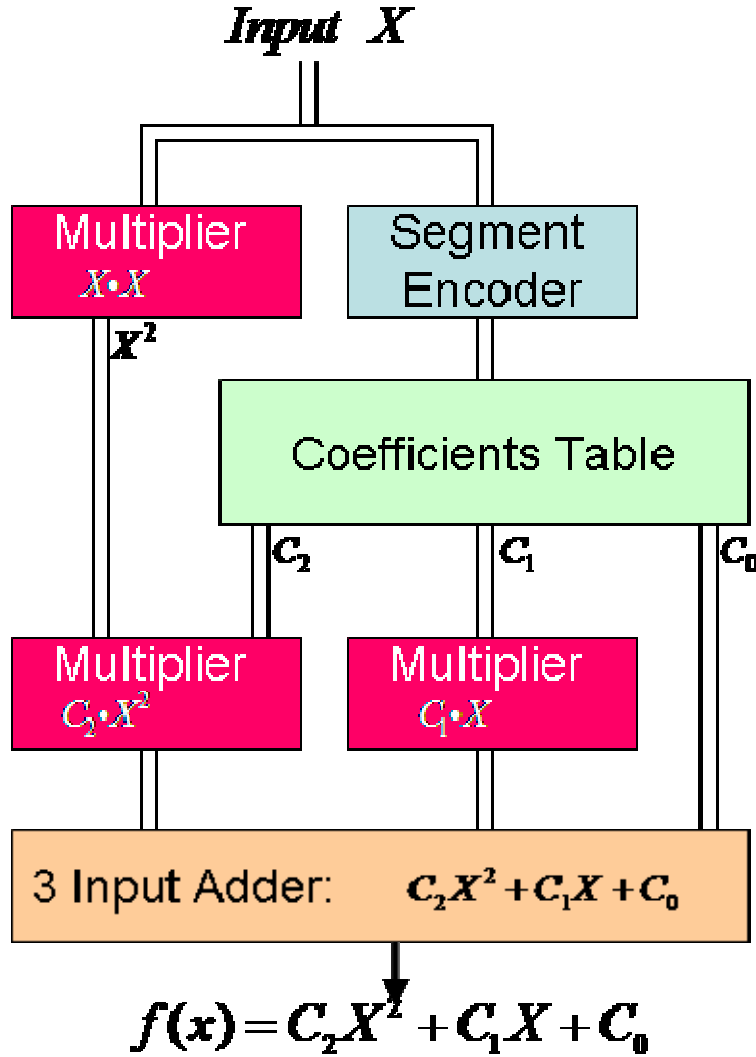 Input X
Multiplier
X•X
Segment
Encoder
X²
Coefficients Table
C₂
C₁
C₀
Multiplier
C₂•X²
Multiplier
C₁•X
3 Input Adder: C₂X²+C₁X+C₀
f(x)=C₂X²+C₁X+C₀